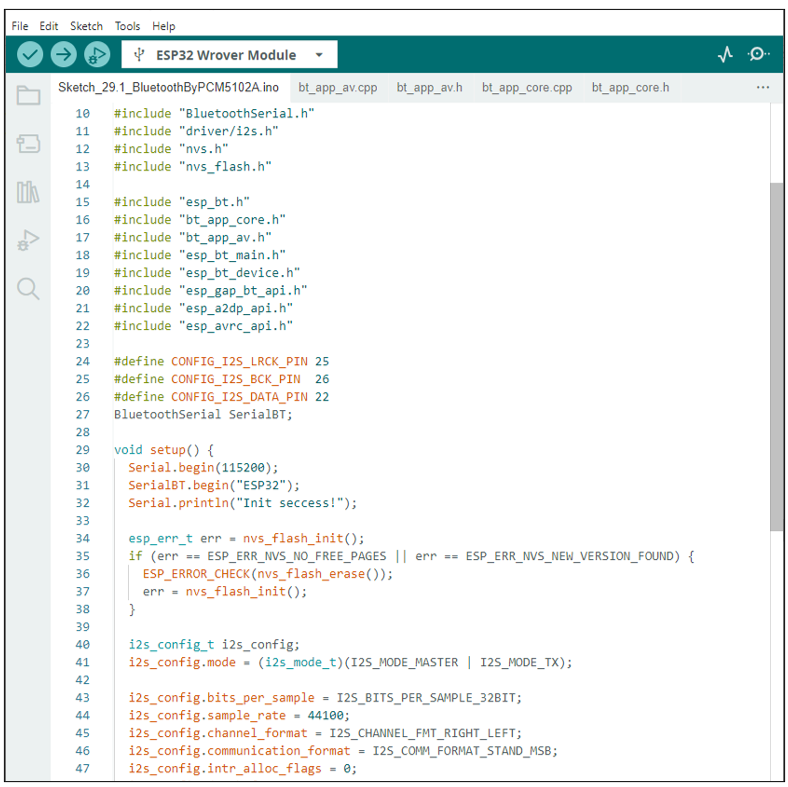 File Edit Sketch Tools Help
ESP32 Wrover Module
Sketch_29.1_BluetoothByPCM5102A.ino bt_app_av.cpp bt_app_av.h bt_app_core.cpp bt_app_core.h ...
10 #include "BluetoothSerial.h"
11 #include "driver/i2s.h"
12 #include "nvs.h"
13 #include "nvs_flash.h"
14
15 #include "esp_bt.h"
16 #include "bt_app_core.h"
17 #include "bt_app_av.h"
18 #include "esp_bt_main.h"
19 #include "esp_bt_device.h"
20 #include "esp_gap_bt_api.h"
21 #include "esp_a2dp_api.h"
22 #include "esp_avrc_api.h"
23
24 #define CONFIG_I2S_LRCK_PIN 25
25 #define CONFIG_I2S_BCK_PIN  26
26 #define CONFIG_I2S_DATA_PIN 22
27 BluetoothSerial SerialBT;
28
29 void setup() {
30   Serial.begin(115200);
31   SerialBT.begin("ESP32");
32   Serial.println("Init seccess!");
33
34   esp_err_t err = nvs_flash_init();
35   if (err == ESP_ERR_NVS_NO_FREE_PAGES || err == ESP_ERR_NVS_NEW_VERSION_FOUND) {
36     ESP_ERROR_CHECK(nvs_flash_erase());
37     err = nvs_flash_init();
38   }
39
40   i2s_config_t i2s_config;
41   i2s_config.mode = (i2s_mode_t)(I2S_MODE_MASTER | I2S_MODE_TX);
42
43   i2s_config.bits_per_sample = I2S_BITS_PER_SAMPLE_32BIT;
44   i2s_config.sample_rate = 44100;
45   i2s_config.channel_format = I2S_CHANNEL_FMT_RIGHT_LEFT;
46   i2s_config.communication_format = I2S_COMM_FORMAT_STAND_MSB;
47   i2s_config.intr_alloc_flags = 0;